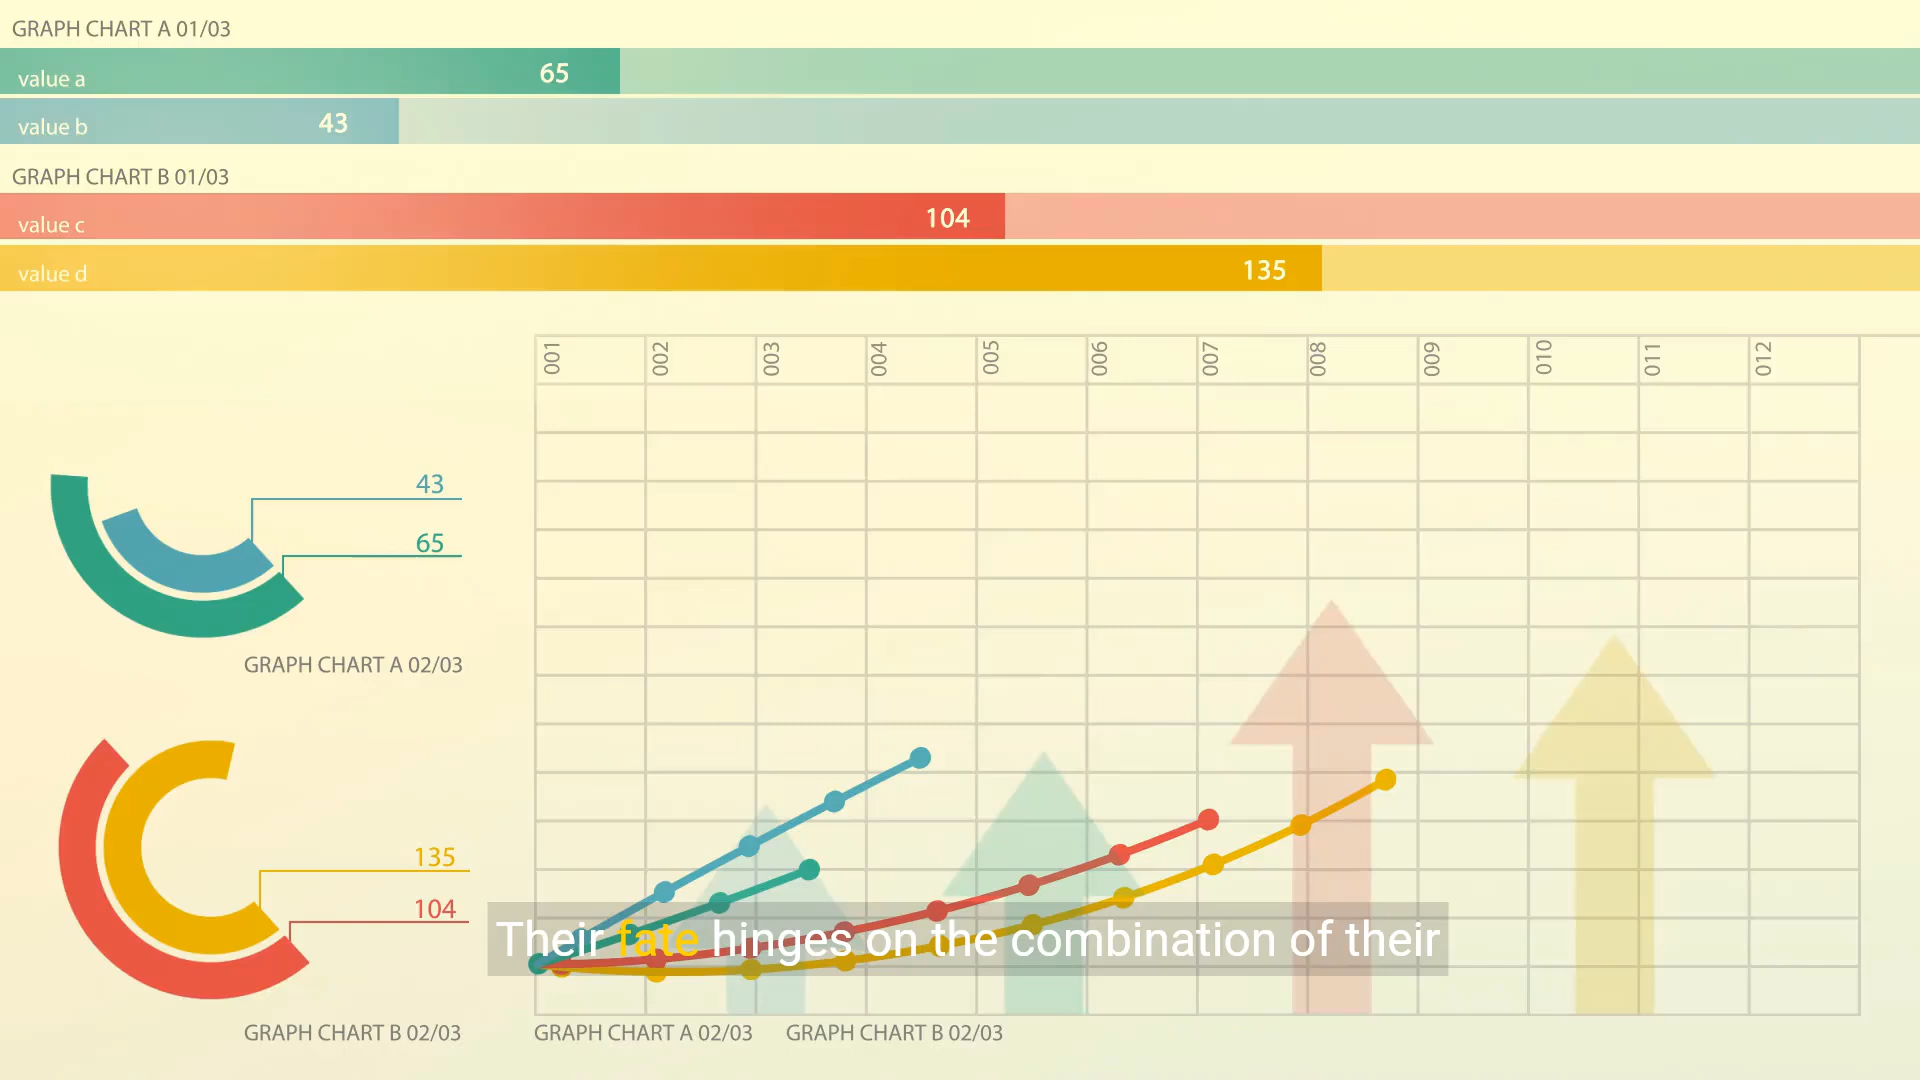 GRAPH CHART A 01/03
value a 65
value b 43
GRAPH CHART B 01/03
value c 104
value d 135
001 002 003 004 005 006 007 008 009 010 011 012
43
65
GRAPH CHART A 02/03
135
104
GRAPH CHART B 02/03
Their fate hinges on the combination of their
GRAPH CHART A 02/03 GRAPH CHART B 02/03